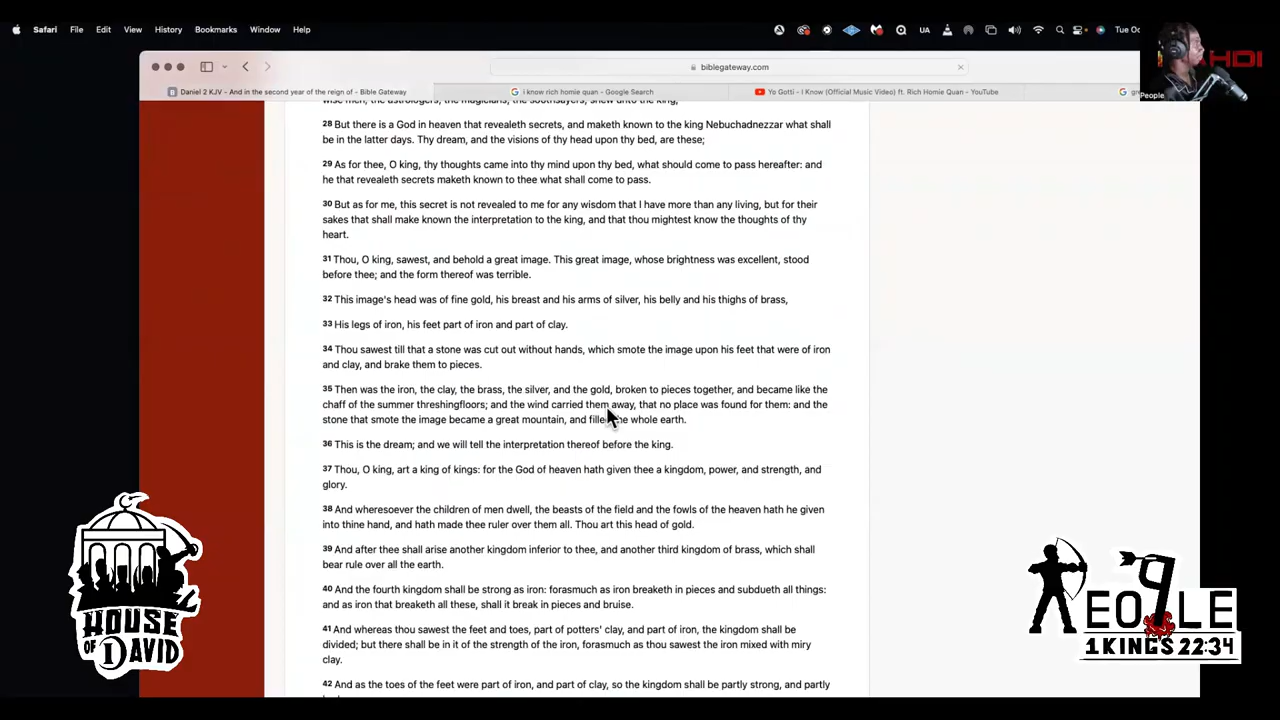 Safari File Edit View History Bookmarks Window Help UA Tue Oc
AHDI
People
biblegateway.com
Daniel 2 KJV - And in the second year of the reign of - Bible Gateway
i know rich homie quan - Google Search
Yo Gotti - I Know (Official Music Video) ft. Rich Homie Quan - YouTube
wise men, the astrologers, the magicians, the soothsayers, shew unto the king;
28 But there is a God in heaven that revealeth secrets, and maketh known to the king Nebuchadnezzar what shall
be in the latter days. Thy dream, and the visions of thy head upon thy bed, are these;
29 As for thee, O king, thy thoughts came into thy mind upon thy bed, what should come to pass hereafter: and
he that revealeth secrets maketh known to thee what shall come to pass.
30 But as for me, this secret is not revealed to me for any wisdom that I have more than any living, but for their
sakes that shall make known the interpretation to the king, and that thou mightest know the thoughts of thy
heart.
31 Thou, O king, sawest, and behold a great image. This great image, whose brightness was excellent, stood
before thee; and the form thereof was terrible.
32 This image's head was of fine gold, his breast and his arms of silver, his belly and his thighs of brass,
33 His legs of iron, his feet part of iron and part of clay.
34 Thou sawest till that a stone was cut out without hands, which smote the image upon his feet that were of iron
and clay, and brake them to pieces.
35 Then was the iron, the clay, the brass, the silver, and the gold, broken to pieces together, and became like the
chaff of the summer threshingfloors; and the wind carried them away, that no place was found for them: and the
stone that smote the image became a great mountain, and filled the whole earth.
36 This is the dream; and we will tell the interpretation thereof before the king.
37 Thou, O king, art a king of kings: for the God of heaven hath given thee a kingdom, power, and strength, and
glory.
38 And wheresoever the children of men dwell, the beasts of the field and the fowls of the heaven hath he given
into thine hand, and hath made thee ruler over them all. Thou art this head of gold.
39 And after thee shall arise another kingdom inferior to thee, and another third kingdom of brass, which shall
bear rule over all the earth.
40 And the fourth kingdom shall be strong as iron: forasmuch as iron breaketh in pieces and subdueth all things:
and as iron that breaketh all these, shall it break in pieces and bruise.
41 And whereas thou sawest the feet and toes, part of potters' clay, and part of iron, the kingdom shall be
divided; but there shall be in it of the strength of the iron, forasmuch as thou sawest the iron mixed with miry
clay.
42 And as the toes of the feet were part of iron, and part of clay, so the kingdom shall be partly strong, and partly
HOUSE
OF DAVID
EOPLE
1 KINGS 22:34